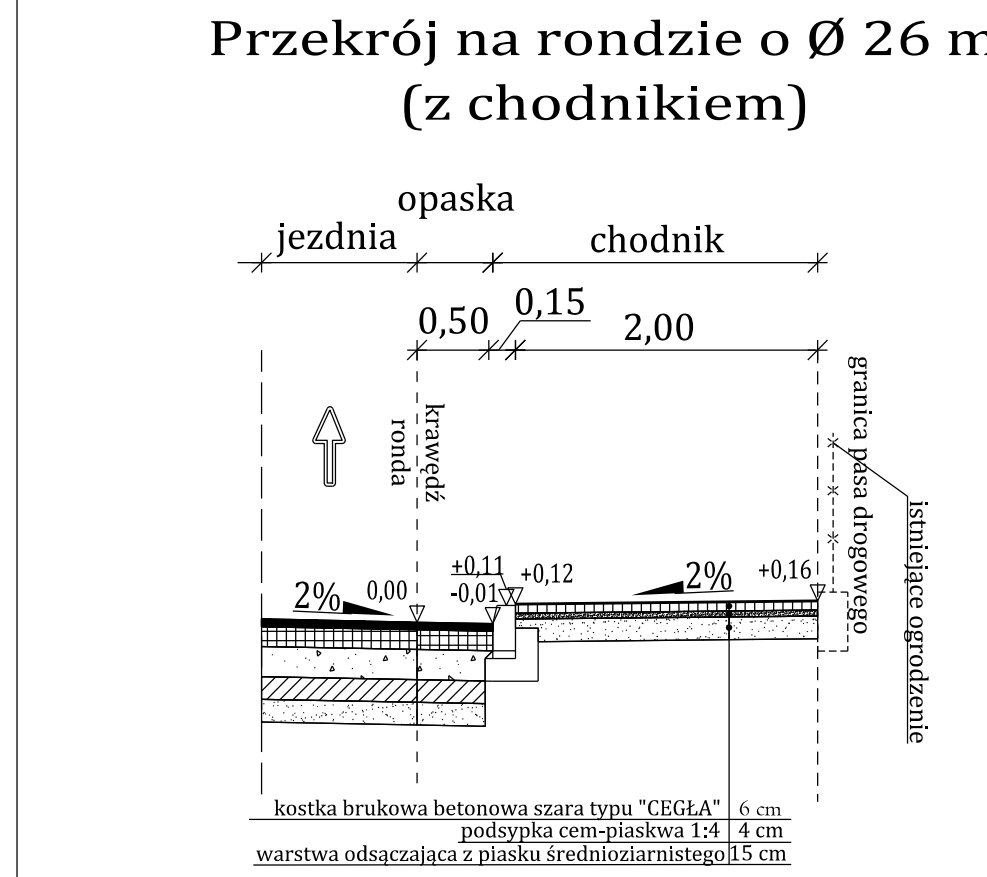 Przekrój na rondzie o Ø 26 m
(z chodnikiem)
opaska
jezdnia
chodnik
0,50
0,15
2,00
krawędź
ronda
granica pasa drogowego
istniejące ogrodzenie
2%
0,00
+0,11
-0,01
+0,12
2%
+0,16
kostka brukowa betonowa szara typu "CEGŁA" 6 cm
podsypka cem-piaskwa 1:4 4 cm
warstwa odsączająca z piasku średnioziarnistego 15 cm